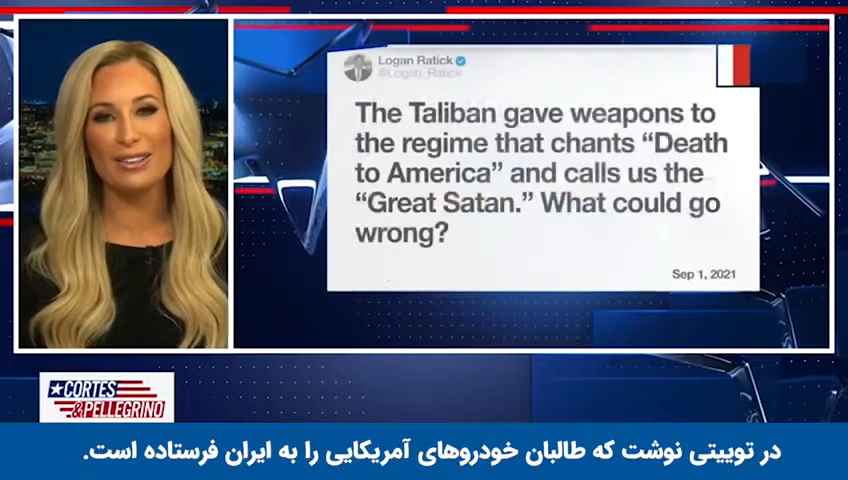 Logan Ratick
@Logan_Ratick
The Taliban gave weapons to
the regime that chants “Death
to America” and calls us the
“Great Satan.” What could go
wrong?
Sep 1, 2021
CORTES
&PELLEGRINO
در توییتی نوشت که طالبان خودروهای آمریکایی را به ایران فرستاده است.